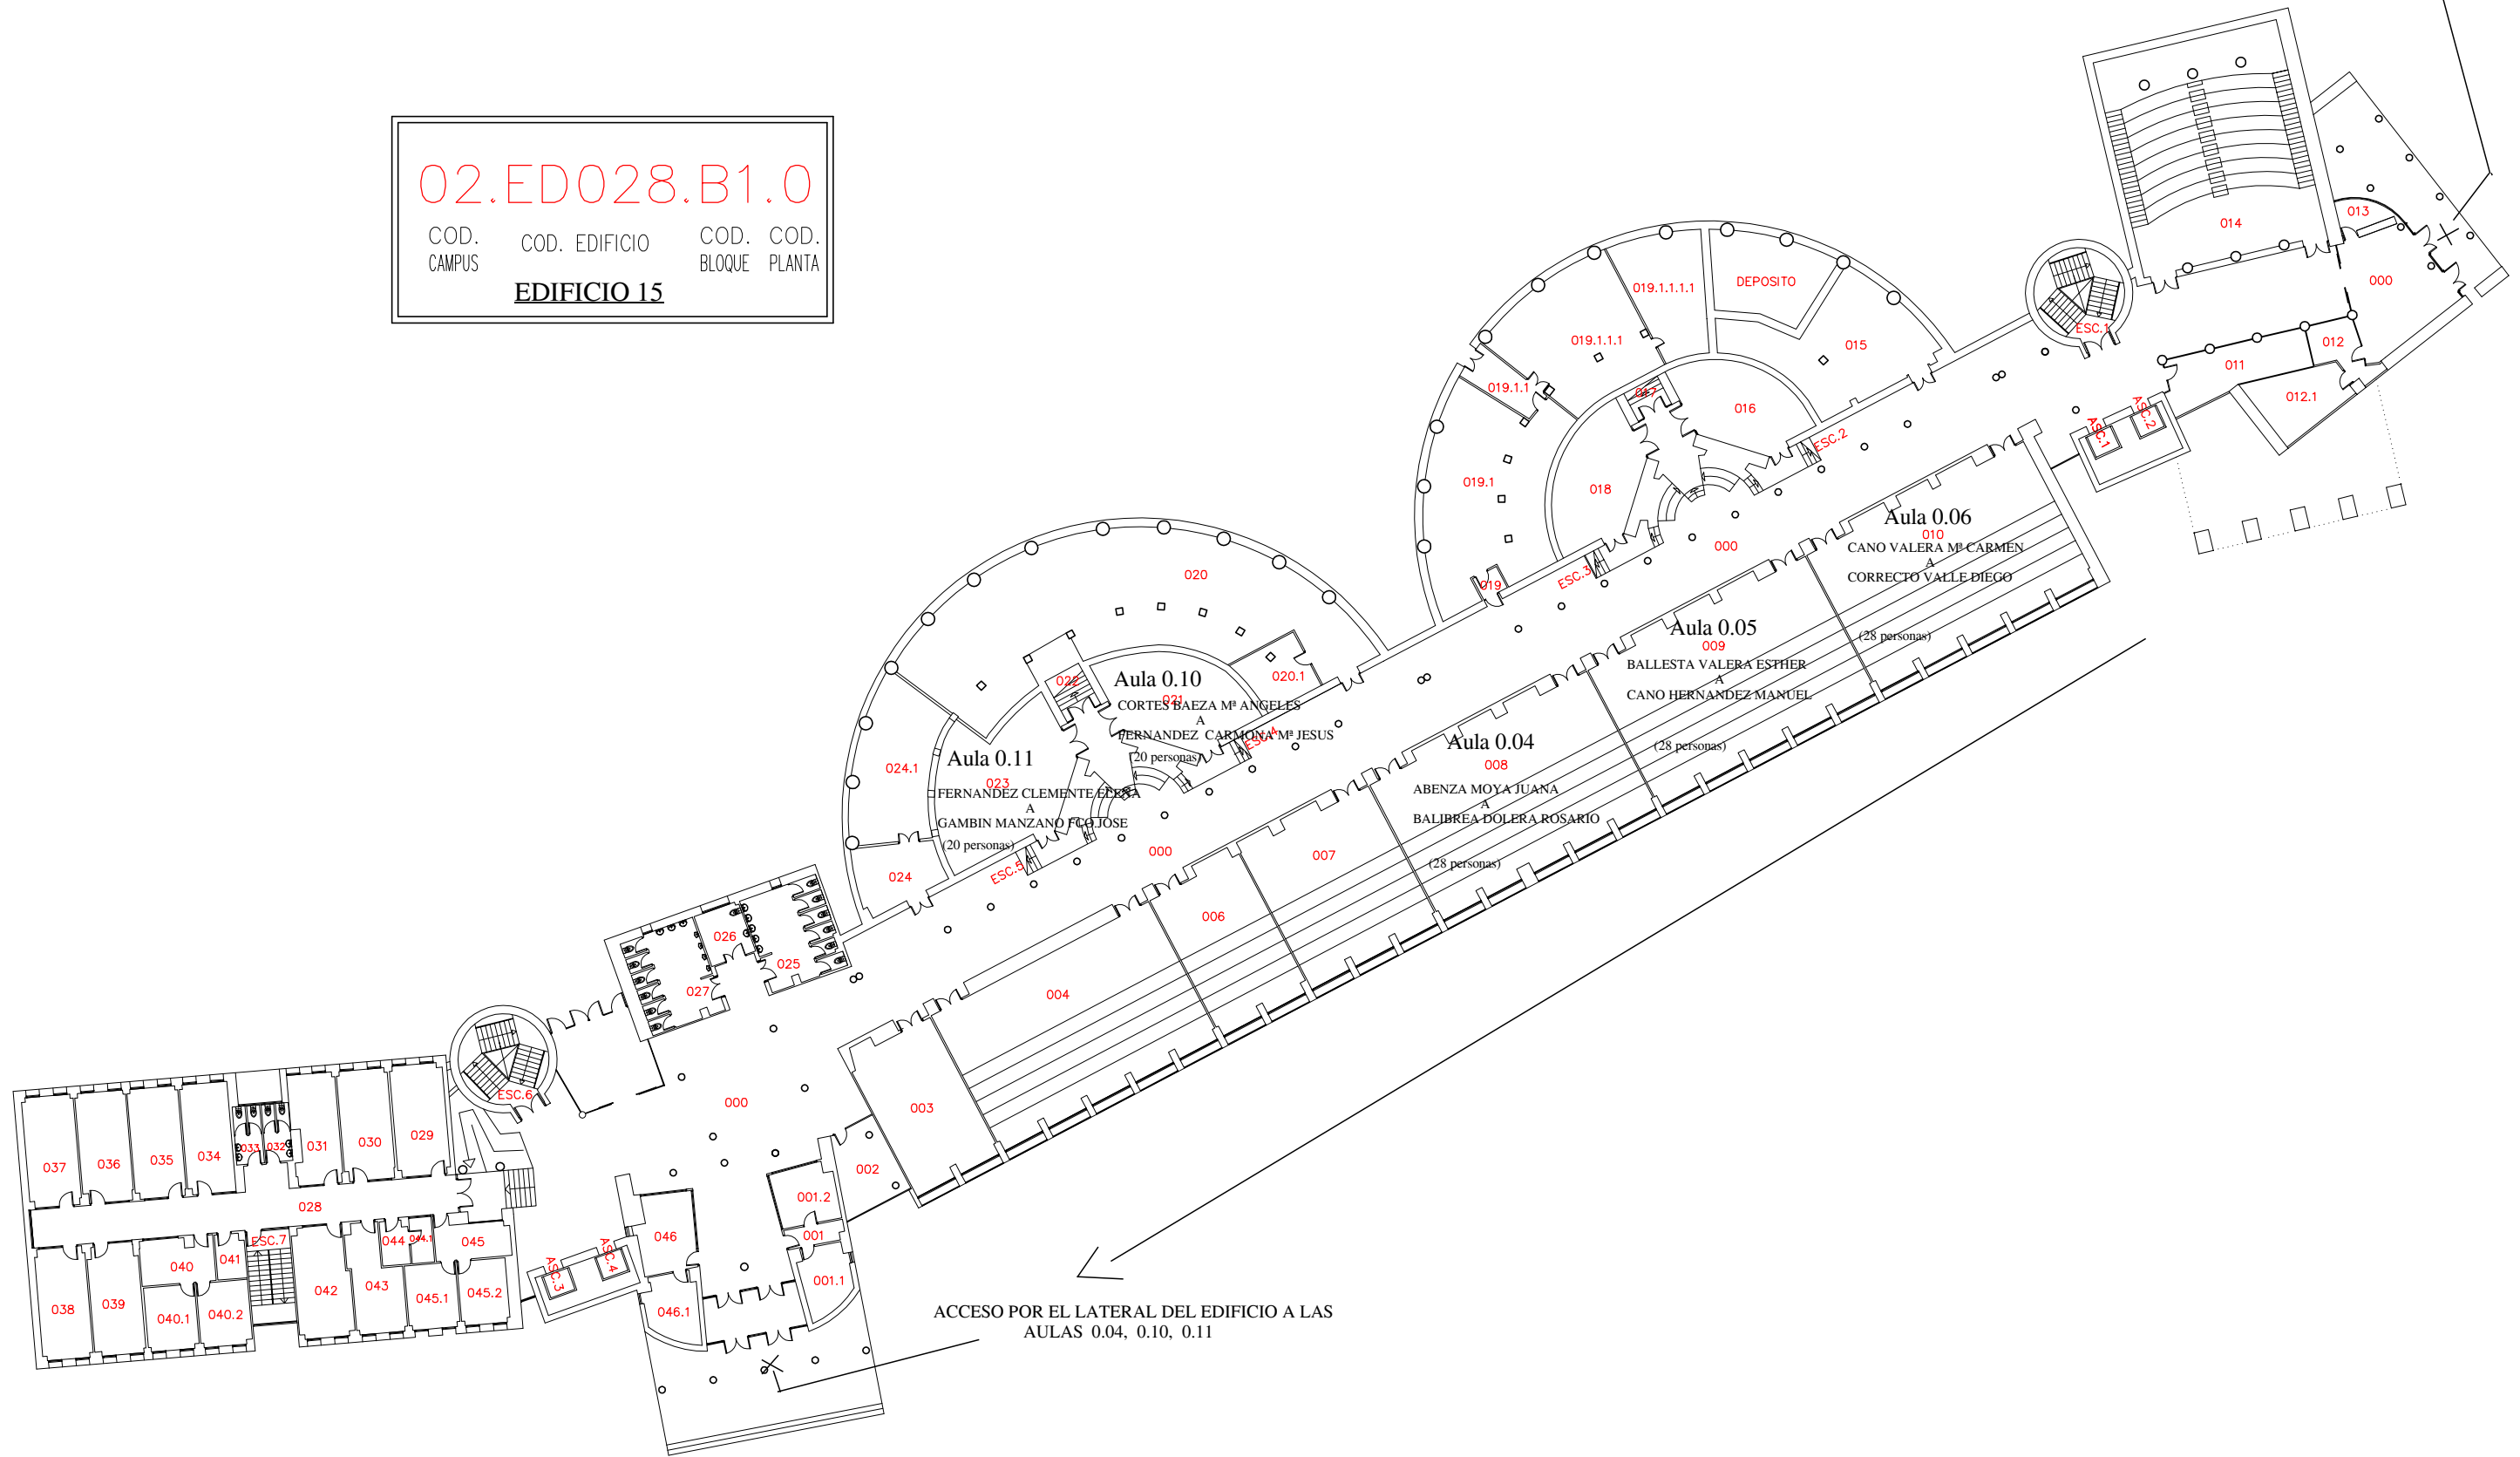 02.ED028.B1.0
COD. CAMPUS
COD. EDIFICIO
COD. BLOQUE
COD. PLANTA
EDIFICIO 15
014
013
000
ESC.1
012
011
012.1
ASC.1
ASC.2
DEPOSITO
019.1.1.1.1
019.1.1.1
015
019.1.1
017
016
ESC.2
019.1
018
000
019
ESC.3
Aula 0.06
010
CANO VALERA Mª CARMEN
A
CORRECTO VALLE DIEGO
(28 personas)
Aula 0.05
009
BALLESTA VALERA ESTHER
A
CANO HERNANDEZ MANUEL
(28 personas)
Aula 0.04
008
ABENZA MOYA JUANA
A
BALIBREA DOLERA ROSARIO
(28 personas)
020
020.1
022
Aula 0.10
021
CORTES BAEZA Mª ANGELES
A
FERNANDEZ CARMONA Mª JESUS
(20 personas)
ESC.4
024.1
Aula 0.11
023
FERNANDEZ CLEMENTE ELENA
A
GAMBIN MANZANO FCO.JOSE
(20 personas)
ESC.5
024
000
007
006
004
003
026
025
027
000
ESC.6
002
001.2
001
001.1
046
046.1
ASC.3
ASC.4
037
036
035
034
033
032
031
030
029
028
ESC.7
038
039
040
041
040.1
040.2
042
043
044
044.1
045
045.1
045.2
ACCESO POR EL LATERAL DEL EDIFICIO A LAS
AULAS 0.04, 0.10, 0.11